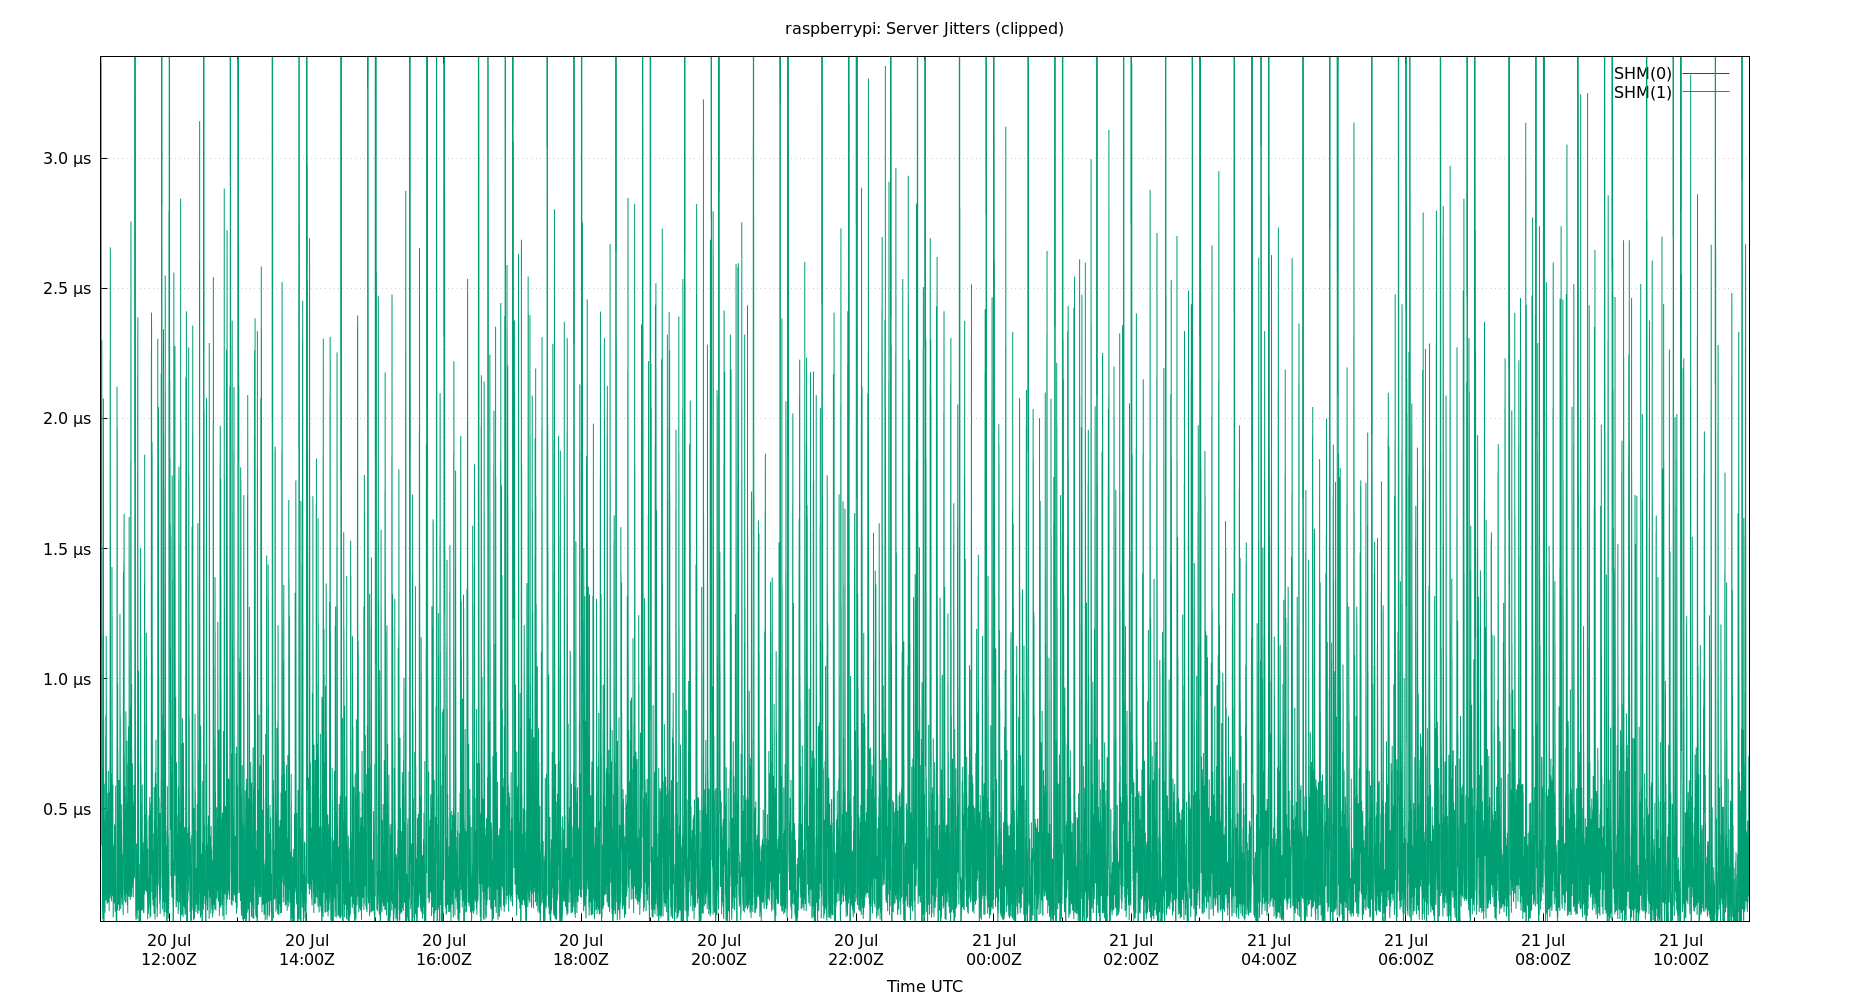 raspberrypi: Server Jitters (clipped)
SHM(0)
SHM(1)
3.0 µs
2.5 µs
2.0 µs
1.5 µs
1.0 µs
0.5 µs
20 Jul 20 Jul 20 Jul 20 Jul 20 Jul 20 Jul 21 Jul 21 Jul 21 Jul 21 Jul 21 Jul 21 Jul
12:00Z 14:00Z 16:00Z 18:00Z 20:00Z 22:00Z 00:00Z 02:00Z 04:00Z 06:00Z 08:00Z 10:00Z
Time UTC